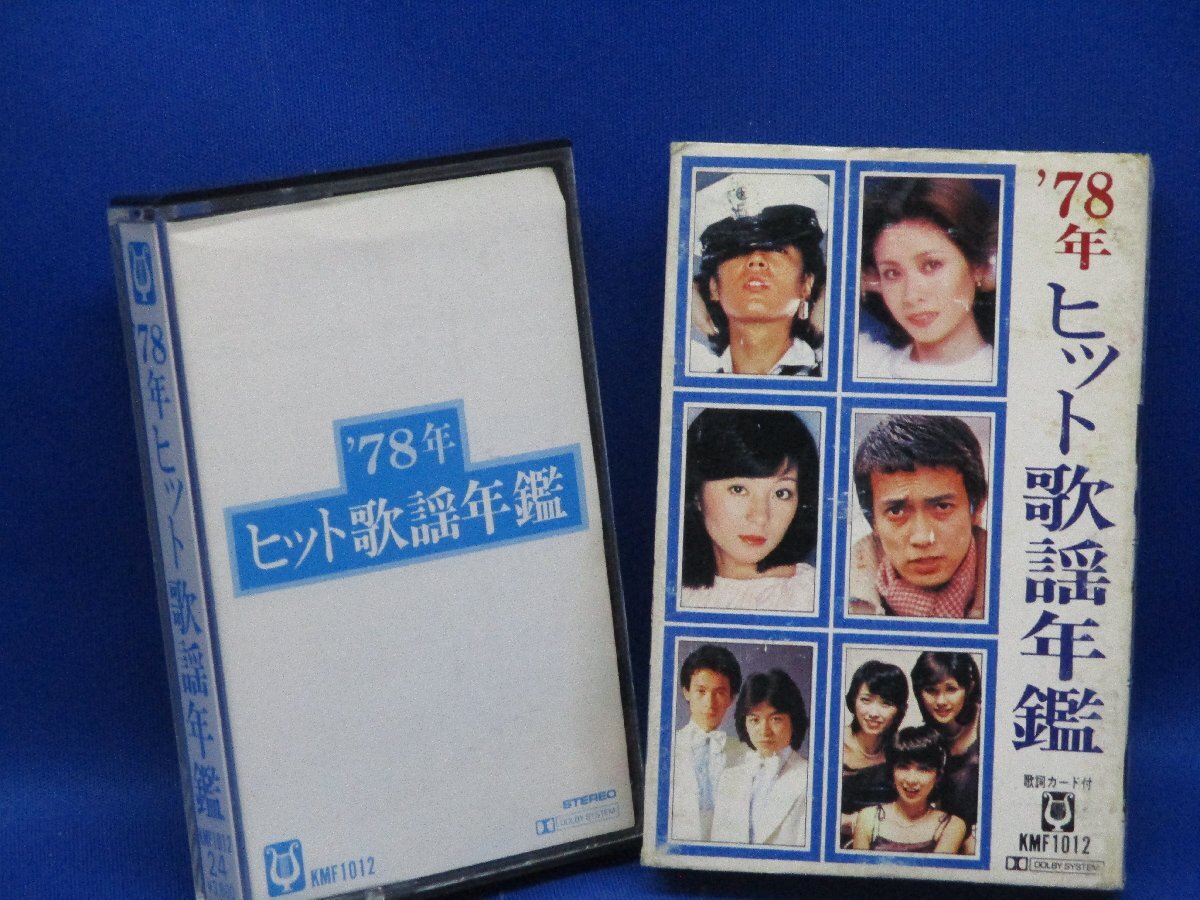 '78年ヒット歌謡年鑑
KMF1012
24
'78年
ヒット歌謡年鑑
STEREO
DOLBY SYSTEM
KMF1012
'78年
ヒット歌謡年鑑
歌詞カード付
KMF1012
DOLBY SYSTEM